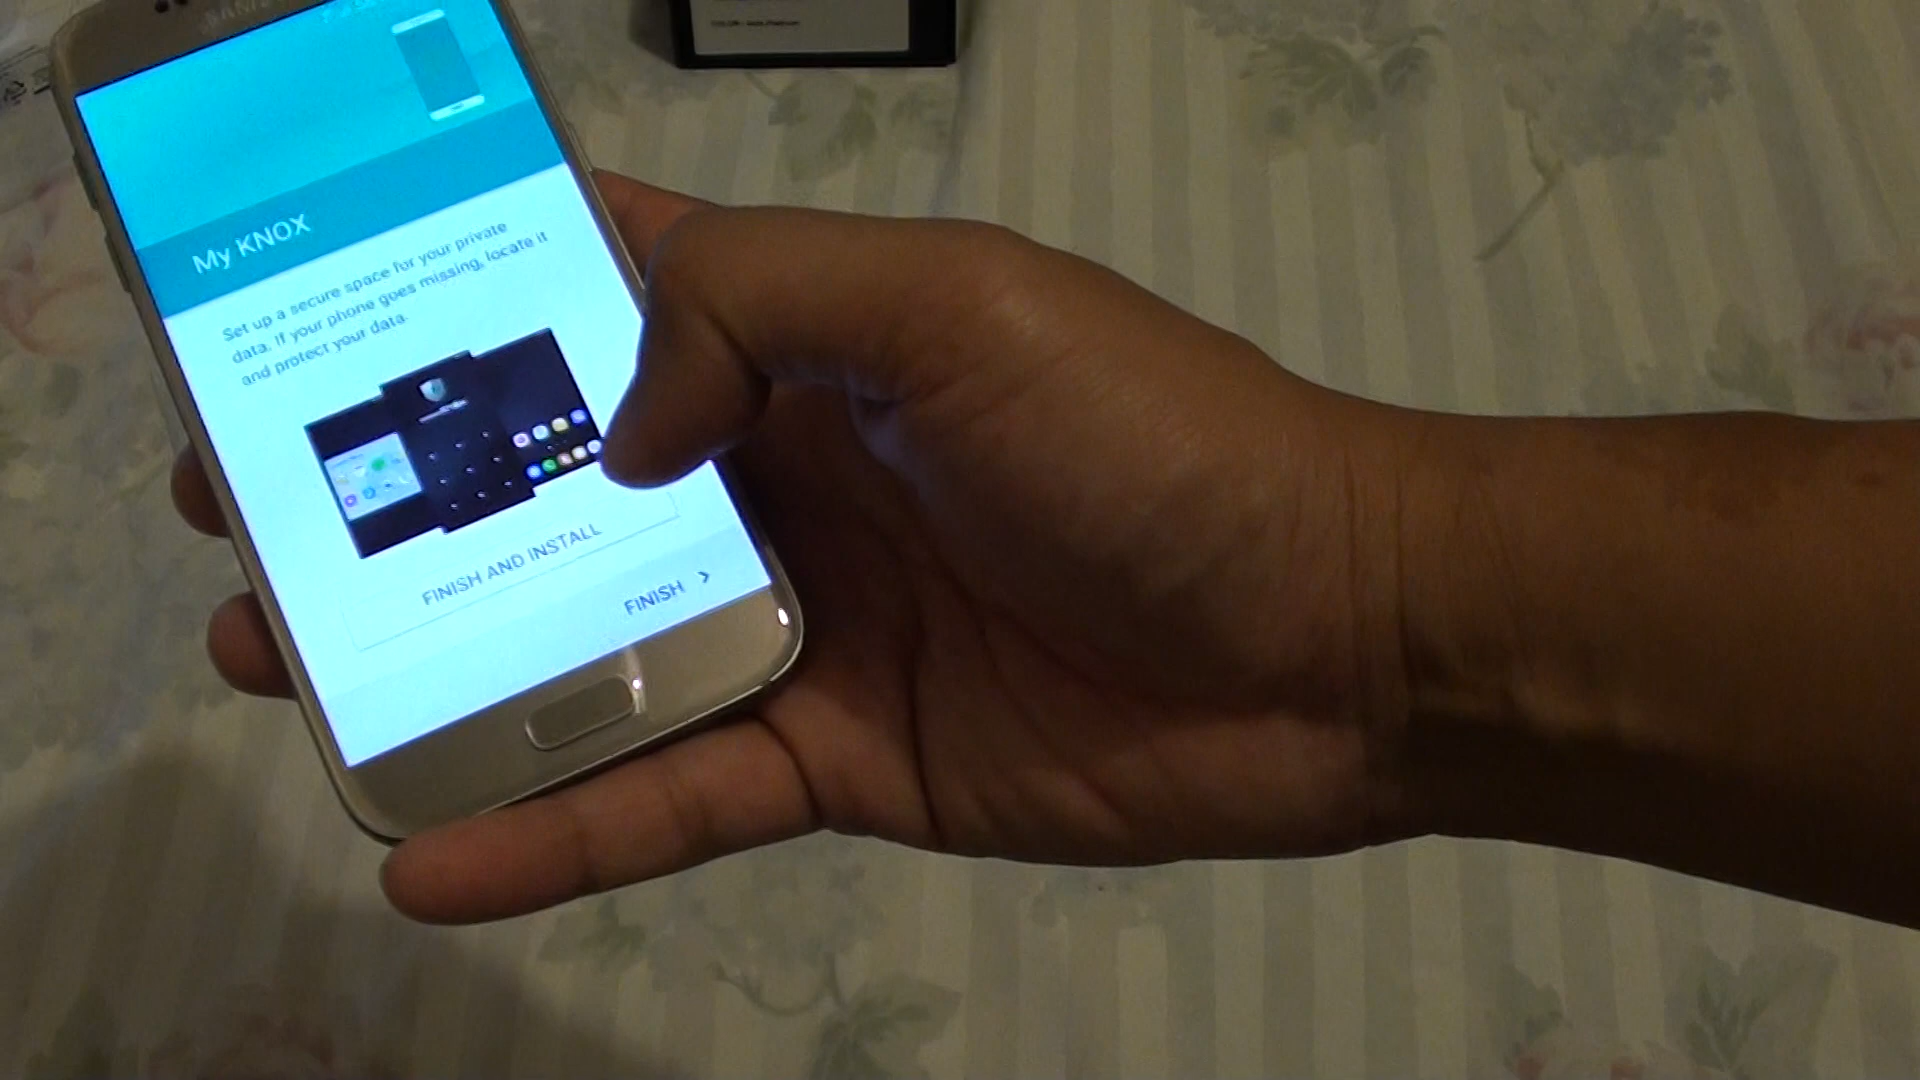 SAMSUNG
My KNOX
Set up a secure space for your private
data. If your phone goes missing, locate it
and protect your data.
FINISH AND INSTALL
FINISH >